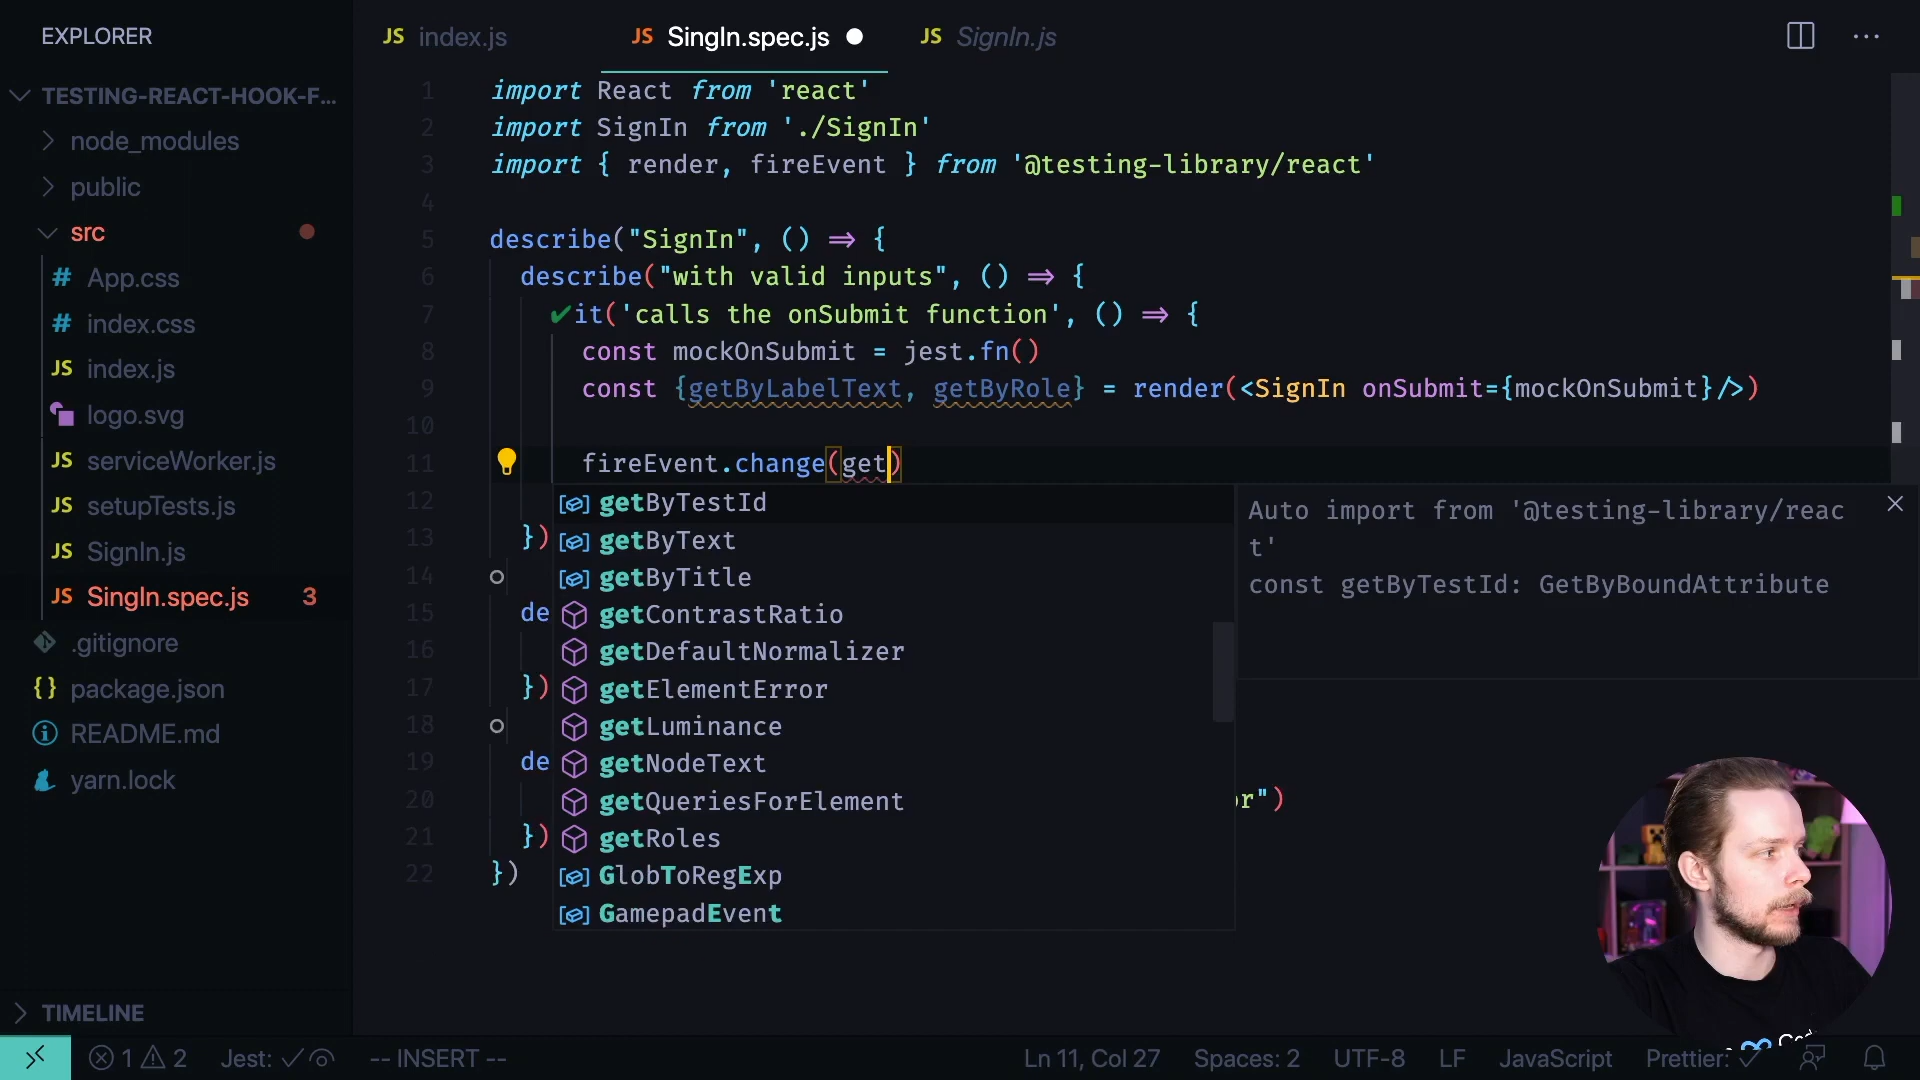 EXPLORER
TESTING-REACT-HOOK-F...
node_modules
public
src
# App.css
# index.css
JS index.js
logo.svg
JS serviceWorker.js
JS setupTests.js
JS SignIn.js
JS SingIn.spec.js 3
.gitignore
{} package.json
README.md
yarn.lock
TIMELINE
JS index.js
JS SingIn.spec.js
JS SignIn.js
1 import React from 'react'
2 import SignIn from './SignIn'
3 import { render, fireEvent } from '@testing-library/react'
4
5 describe("SignIn", () => {
6 describe("with valid inputs", () => {
7 it('calls the onSubmit function', () => {
8 const mockOnSubmit = jest.fn()
9 const {getByLabelText, getByRole} = render(<SignIn onSubmit={mockOnSubmit}/>)
10
11 fireEvent.change(get)
12
13 })
14
15 de
16
17 })
18
19 de
20 or")
21 })
22 })
getByTestId
getByText
getByTitle
getContrastRatio
getDefaultNormalizer
getElementError
getLuminance
getNodeText
getQueriesForElement
getRoles
GlobToRegExp
GamepadEvent
Auto import from '@testing-library/reac
t'
const getByTestId: GetByBoundAttribute
1 2 Jest: -- INSERT -- Ln 11, Col 27 Spaces: 2 UTF-8 LF JavaScript Prettier: